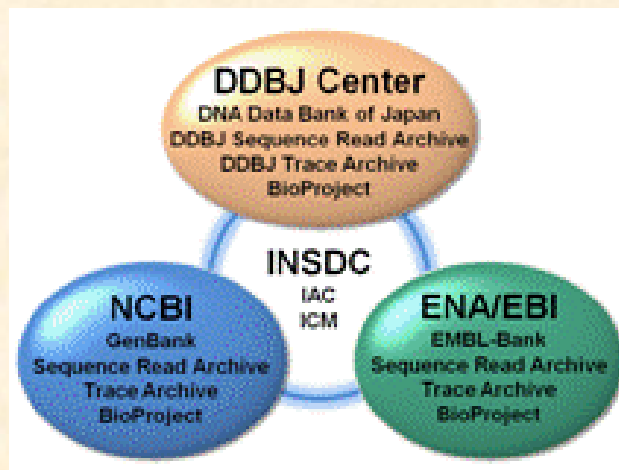 DDBJ Center
DNA Data Bank of Japan
DDBJ Sequence Read Archive
DDBJ Trace Archive
BioProject
INSDC
IAC
ICM
NCBI
GenBank
Sequence Read Archive
Trace Archive
BioProject
ENA/EBI
EMBL-Bank
Sequence Read Archive
Trace Archive
BioProject